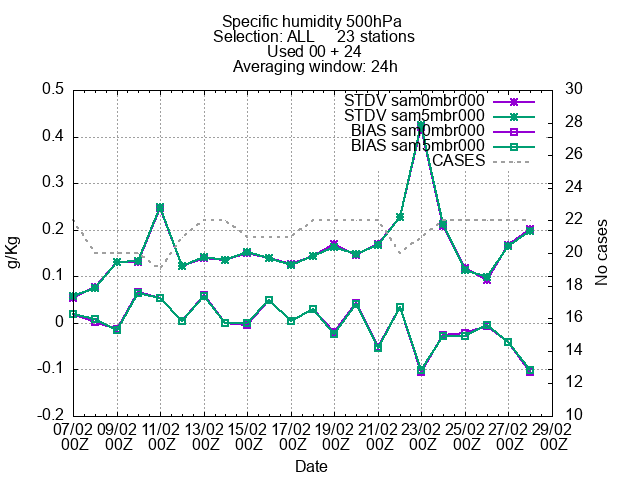 Specific humidity 500hPa
Selection: ALL 23 stations
Used 00 + 24
Averaging window: 24h
0.5 30
STDV sam0mbr000
STDV sam5mbr000
BIAS sam0mbr000
BIAS sam5mbr000
CASES
0.4 28
26
0.3 24
22
0.2 20
0.1 18
0 16
-0.1 14
12
-0.2 10
g/Kg
No cases
07/02 09/02 11/02 13/02 15/02 17/02 19/02 21/02 23/02 25/02 27/02 29/02
00Z 00Z 00Z 00Z 00Z 00Z 00Z 00Z 00Z 00Z 00Z 00Z
Date